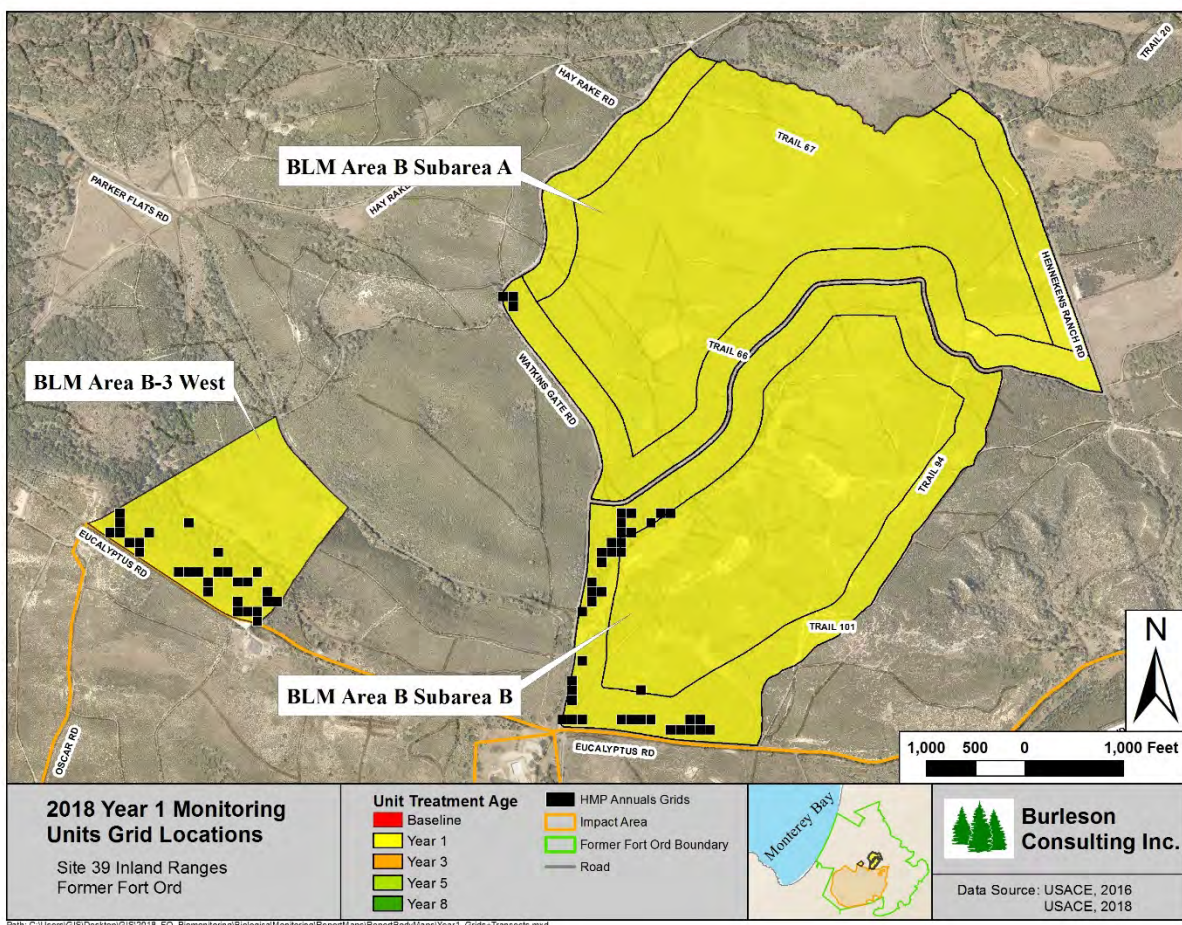 TRAIL 20
HAY RAKE RD
TRAIL 67
BLM Area B Subarea A
PARKER FLATS RD
HAY RAKE
HENNEKENS RANCH RD
TRAIL 66
WATKINS GATE RD
BLM Area B-3 West
TRAIL 94
EUCALYPTUS RD
TRAIL 101
BLM Area B Subarea B
OSCAR RD
EUCALYPTUS RD
N
1,000 500 0 1,000 Feet
2018 Year 1 Monitoring
Units Grid Locations
Site 39 Inland Ranges
Former Fort Ord
Unit Treatment Age
Baseline
Year 1
Year 3
Year 5
Year 8
HMP Annuals Grids
Impact Area
Former Fort Ord Boundary
Road
Monterey Bay
Burleson
Consulting Inc.
Data Source: USACE, 2016
USACE, 2018